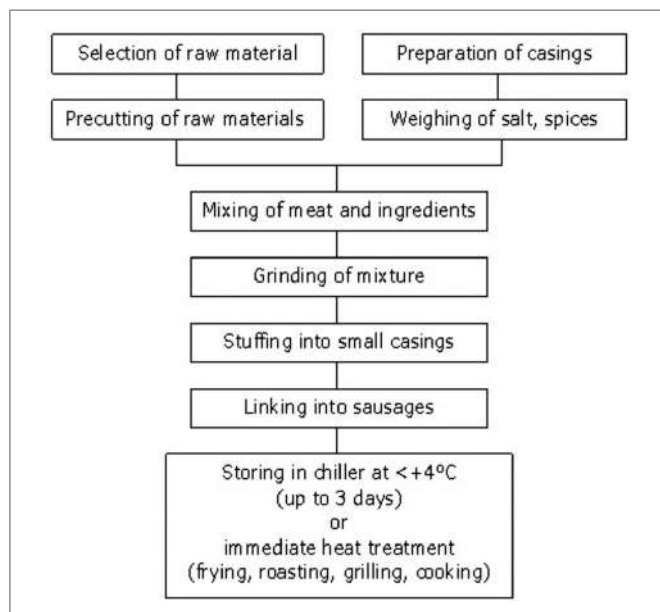 Selection of raw material
Preparation of casings
Precutting of raw materials
Weighing of salt, spices
Mixing of meat and ingredients
Grinding of mixture
Stuffing into small casings
Linking into sausages
Storing in chiller at <+4ºC
(up to 3 days)
or
immediate heat treatment
(frying, roasting, grilling, cooking)